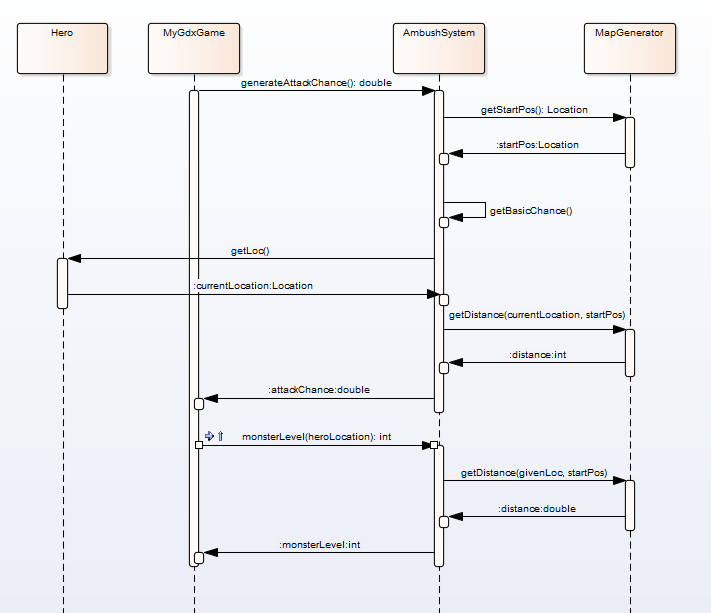 Hero
MyGdxGame
AmbushSystem
MapGenerator
generateAttackChance(): double
getStartPos(): Location
:startPos:Location
getBasicChance()
getLoc()
:currentLocation:Location
getDistance(currentLocation, startPos)
:distance:int
:attackChance:double
monsterLevel(heroLocation): int
getDistance(givenLoc, startPos)
:distance:double
:monsterLevel:int